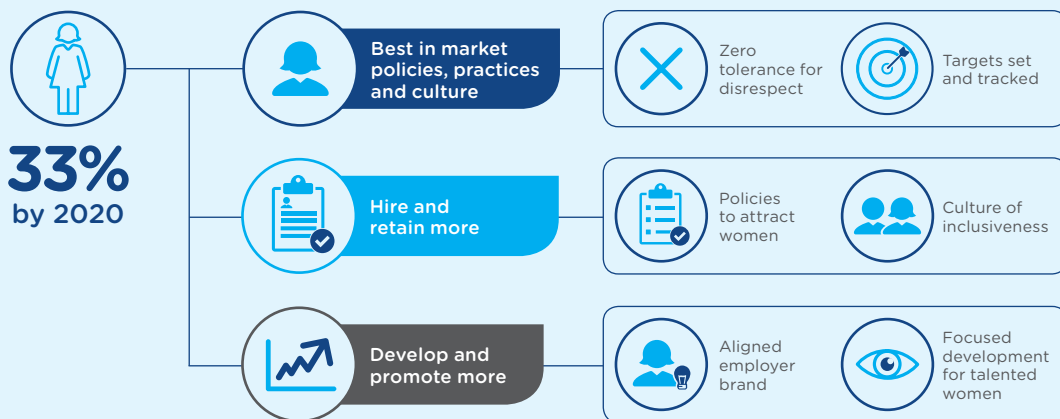 33%
by 2020
Best in market
policies, practices
and culture
Zero
tolerance for
disrespect
Targets set
and tracked
Hire and
retain more
Policies
to attract
women
Culture of
inclusiveness
Develop and
promote more
Aligned
employer
brand
Focused
development
for talented
women